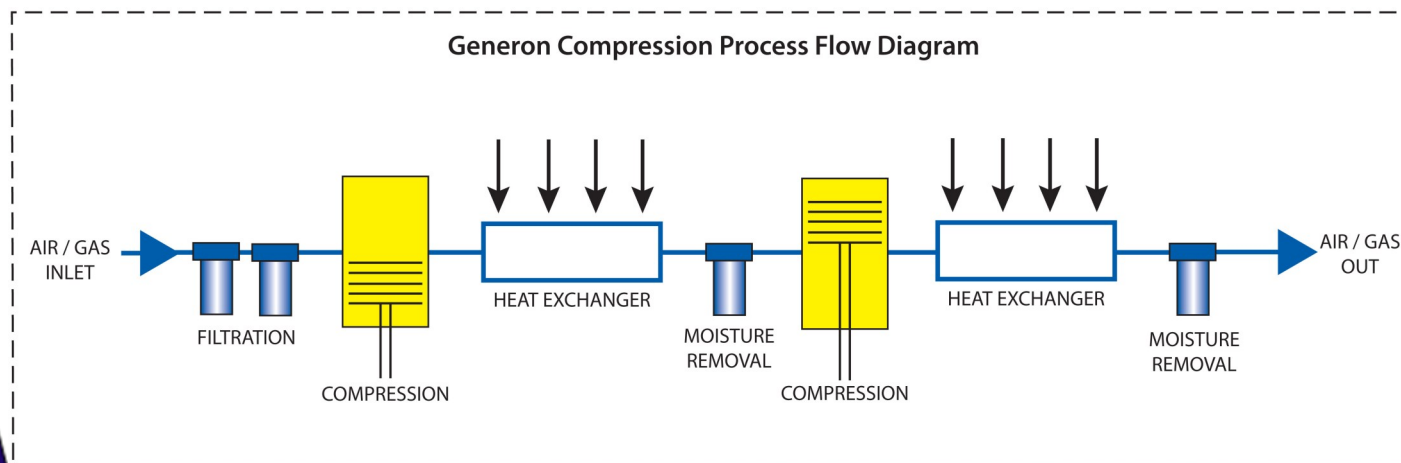 Generon Compression Process Flow Diagram
AIR / GAS
INLET
FILTRATION
COMPRESSION
HEAT EXCHANGER
MOISTURE
REMOVAL
COMPRESSION
HEAT EXCHANGER
MOISTURE
REMOVAL
AIR / GAS
OUT